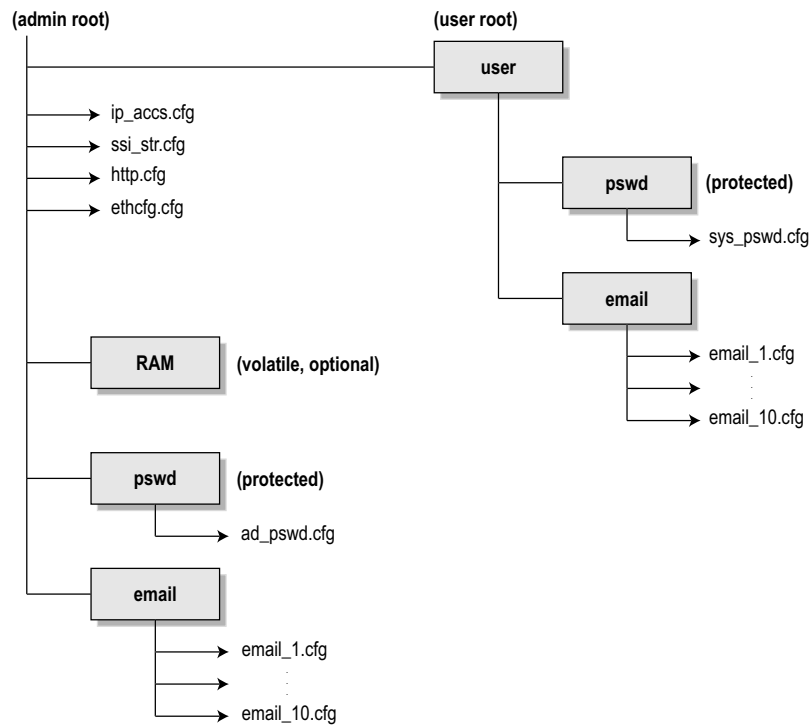 (admin root)
(user root)
user
ip_accs.cfg
ssi_str.cfg
http.cfg
ethcfg.cfg
pswd
(protected)
sys_pswd.cfg
email
email_1.cfg
email_10.cfg
RAM
(volatile, optional)
pswd
(protected)
ad_pswd.cfg
email
email_1.cfg
email_10.cfg